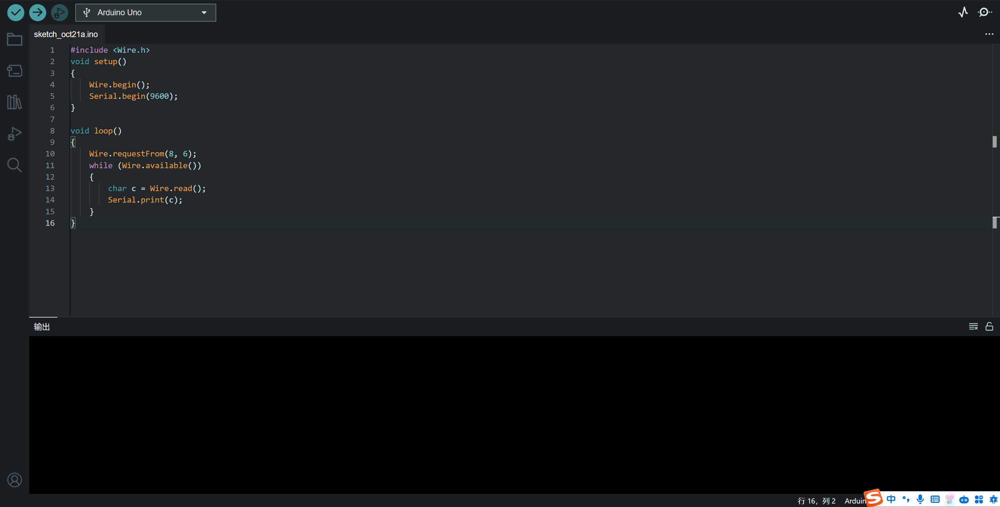 Arduino Uno
sketch_oct21a.ino
1 #include <Wire.h>
2 void setup()
3 {
4 Wire.begin();
5 Serial.begin(9600);
6 }
7
8 void loop()
9 {
10 Wire.requestFrom(8, 6);
11 while (Wire.available())
12 {
13 char c = Wire.read();
14 Serial.print(c);
15 }
16 }
输出
行 16，列 2 Arduin
S 中